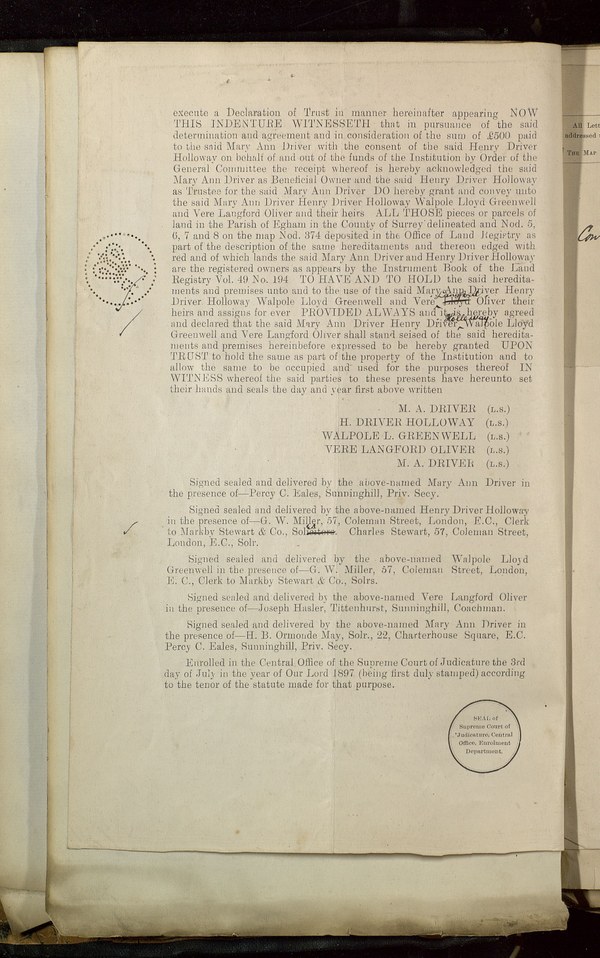 execute a Declaration of Trust in manner hereinafter appearing NOW
THIS INDENTURE WITNESSETH that in pursuance of the said
determination and agreement and in consideration of the sum of £500 paid
to the said Mary Ann Driver with the consent of the said Henry Driver
Holloway on behalf of and out of the funds of the Institution by Order of the
General Committee the receipt whereof is hereby acknowledged the said
Mary Ann Driver as Beneficial Owner and the said Henry Driver Holloway
as Trustee for the said Mary Ann Driver DO hereby grant and convey unto
the said Mary Ann Driver Henry Driver Holloway Walpole Lloyd Greenwell
and Vere Langford Oliver and their heirs ALL THOSE pieces or parcels of
land in the Parish of Egham in the County of Surrey delineated and Nod. 5,
6, 7 and 8 on the map Nod. 374 deposited in the Office of Land Registry as
part of the description of the same hereditaments and thereon edged with
red and of which lands the said Mary Ann Driver and Henry Driver Holloway
are the registered owners as appears by the Instrument Book of the Land
Registry Vol. 49 No. 194 TO HAVE AND TO HOLD the said heredita-
ments and premises unto and to the use of the said Mary Ann Driver Henry
Langford
Driver Holloway Walpole Lloyd Greenwell and Vere Lloyd Oliver their
heirs and assigns for ever PROVIDED ALWAYS and it is hereby agreed
Holloway
and declared that the said Mary Ann Driver Henry Driver Walpole Lloyd
Greenwell and Vere Langford Oliver shall stand seised of the said heredita-
ments and premises hereinbefore expressed to be hereby granted UPON
TRUST to hold the same as part of the property of the Institution and to
allow the same to be occupied and used for the purposes thereof IN
WITNESS whereof the said parties to these presents have hereunto set
their hands and seals the day and year first above written
M. A. DRIVER (L.S.)
H. DRIVER HOLLOWAY (L.S.)
WALPOLE L. GREENWELL (L.S.)
VERE LANGFORD OLIVER (L.S.)
M. A. DRIVER (L.S.)
Signed sealed and delivered by the above-named Mary Ann Driver in
the presence of—Percy C. Eales, Sunninghill, Priv. Secy.
Signed sealed and delivered by the above-named Henry Driver Holloway
in the presence of—G. W. Miller, 57, Coleman Street, London, E.C., Clerk
to Markby Stewart & Co., Charles Stewart, 57, Coleman Street,
London, E.C., Solr.
Signed sealed and delivered by the above-named Walpole Lloyd
Greenwell in the presence of—G. W. Miller, 57, Coleman Street, London,
E. C., Clerk to Markby Stewart & Co., Solrs.
Signed sealed and delivered by the above-named Vere Langford Oliver
in the presence of—Joseph Hasler, Tittenhurst, Sunninghill, Coachman.
Signed sealed and delivered by the above-named Mary Ann Driver in
the presence of—H. B. Ormonde May, Solr., 22, Charterhouse Square, E.C.
Percy C. Eales, Sunninghill, Priv. Secy.
Enrolled in the Central Office of the Supreme Court of Judicature the 3rd
day of July in the year of Our Lord 1897 (being first duly stamped) according
to the tenor of the statute made for that purpose.
SEAL of
Supreme Court of
Judicature, Central
Office, Enrolment
Department.
All Lett
addressed
THE MAP
Con